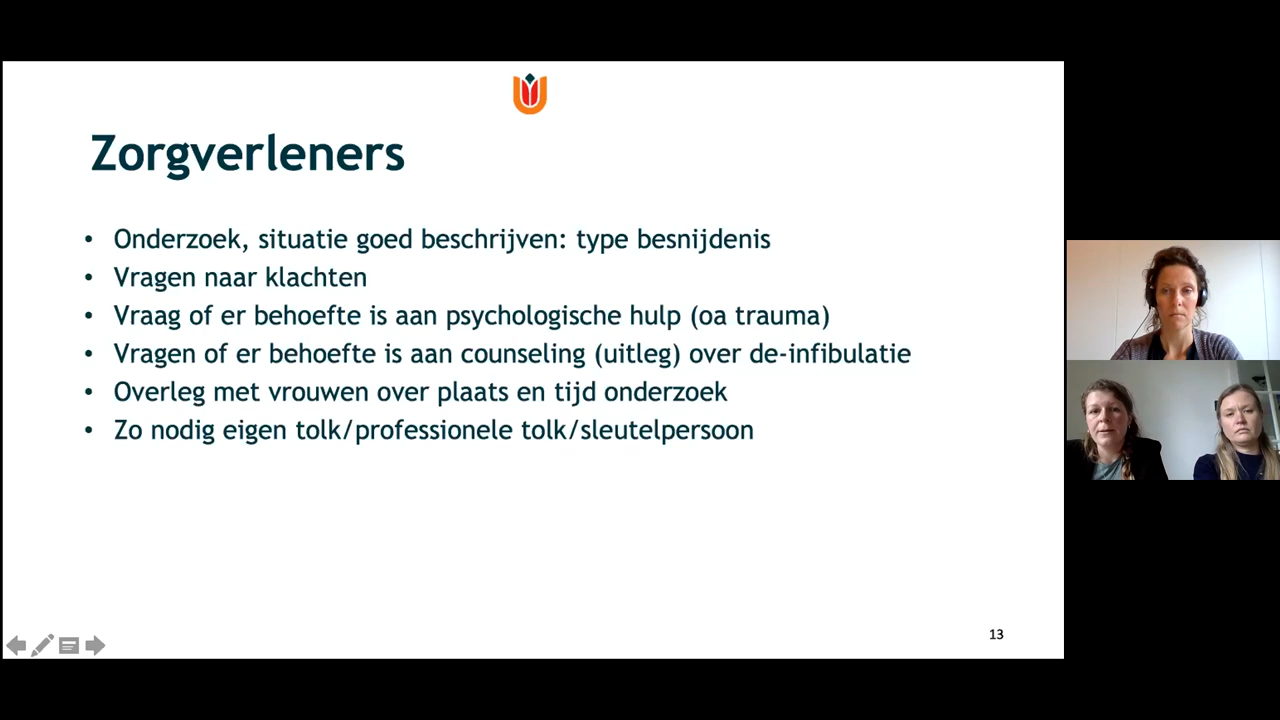 Zorgverleners
• Onderzoek, situatie goed beschrijven: type besnijdenis
• Vragen naar klachten
• Vraag of er behoefte is aan psychologische hulp (oa trauma)
• Vragen of er behoefte is aan counseling (uitleg) over de-infibulatie
• Overleg met vrouwen over plaats en tijd onderzoek
• Zo nodig eigen tolk/professionele tolk/sleutelpersoon
13